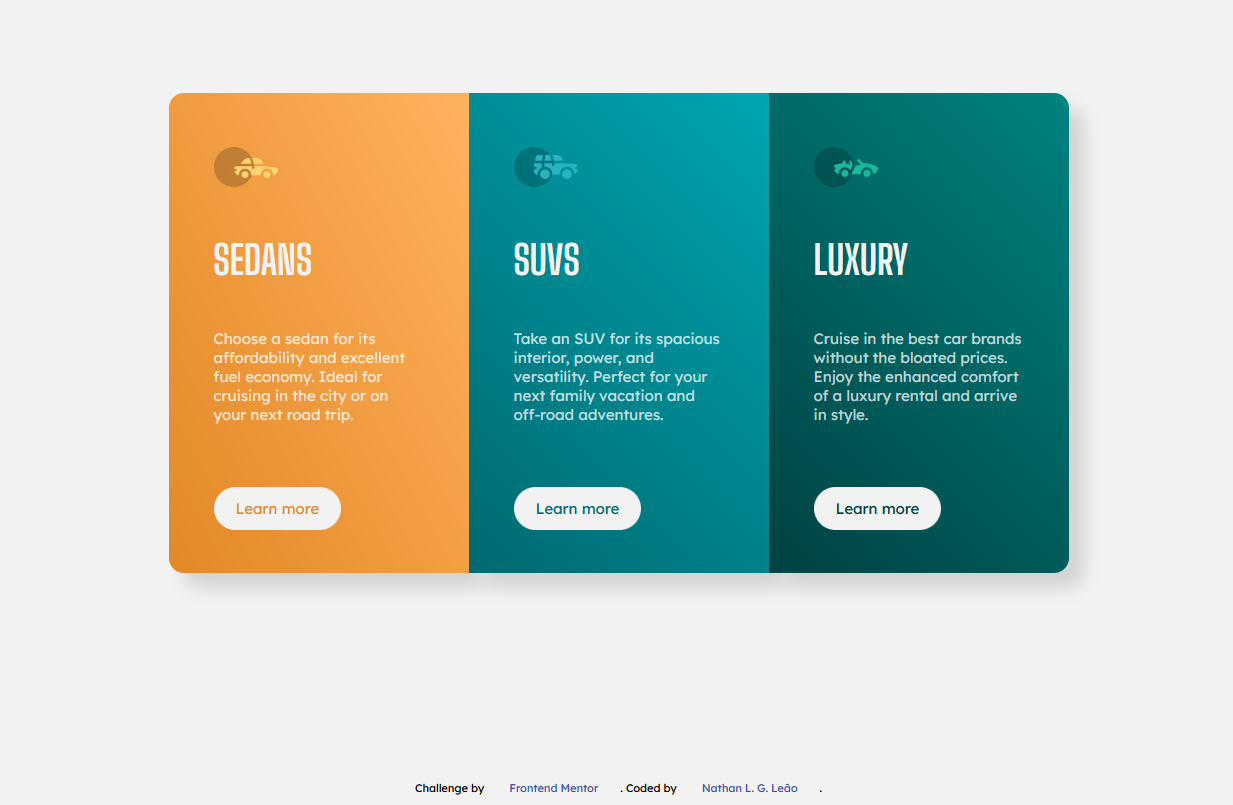 SEDANS
Choose a sedan for its
affordability and excellent
fuel economy. Ideal for
cruising in the city or on
your next road trip.
Learn more
SUVS
Take an SUV for its spacious
interior, power, and
versatility. Perfect for your
next family vacation and
off-road adventures.
Learn more
LUXURY
Cruise in the best car brands
without the bloated prices.
Enjoy the enhanced comfort
of a luxury rental and arrive
in style.
Learn more
Challenge by Frontend Mentor . Coded by Nathan L. G. Leão .